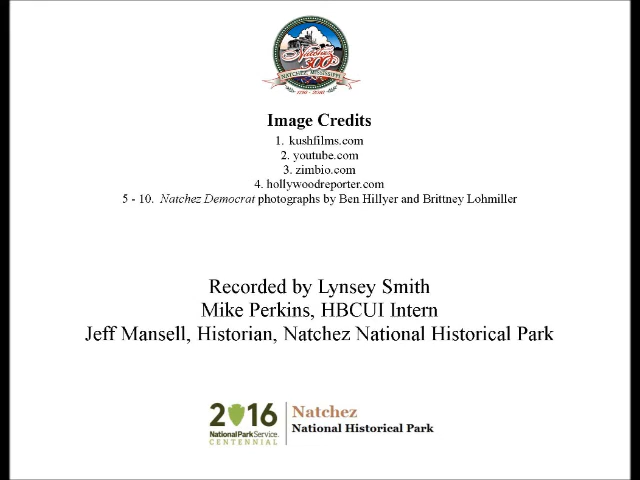 Natchez
300
NATCHEZ, MISSISSIPPI
1716 - 2016
Image Credits
1. kushfilms.com
2. youtube.com
3. zimbio.com
4. hollywoodreporter.com
5 - 10. Natchez Democrat photographs by Ben Hillyer and Brittney Lohmiller
Recorded by Lynsey Smith
Mike Perkins, HBCUI Intern
Jeff Mansell, Historian, Natchez National Historical Park
2016
National Park Service
CENTENNIAL
Natchez
National Historical Park